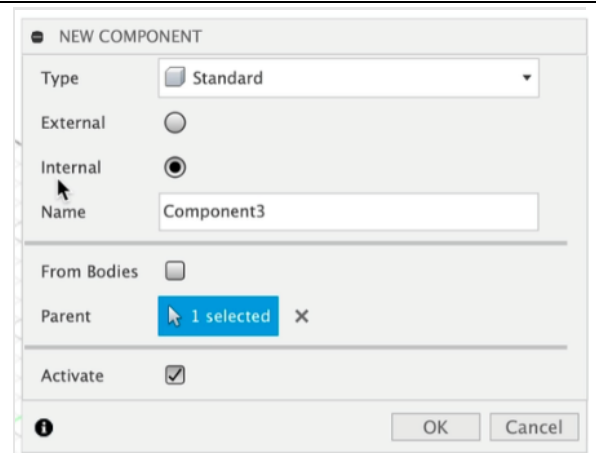 NEW COMPONENT
Type Standard
External
Internal
Name Component3
From Bodies
Parent 1 selected
Activate
OK Cancel